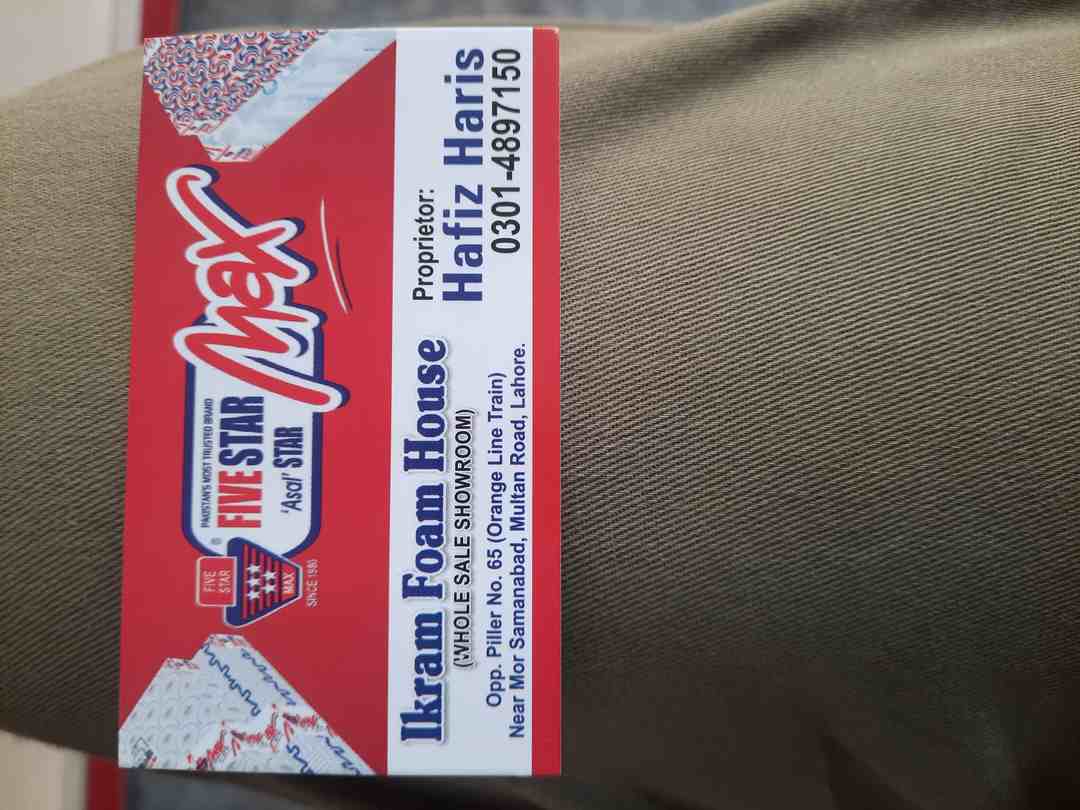 PAKISTAN'S MOST TRUSTED BRAND
FIVE STAR
'Asal' STAR
Max
®
FIVE
STAR
MAX
SINCE 1980
Ikram Foam House
(WHOLE SALE SHOWROOM)
Opp. Piller No. 65 (Orange Line Train)
Near Mor Samanabad, Multan Road, Lahore.
Proprietor:
Hafiz Haris
0301-4897150